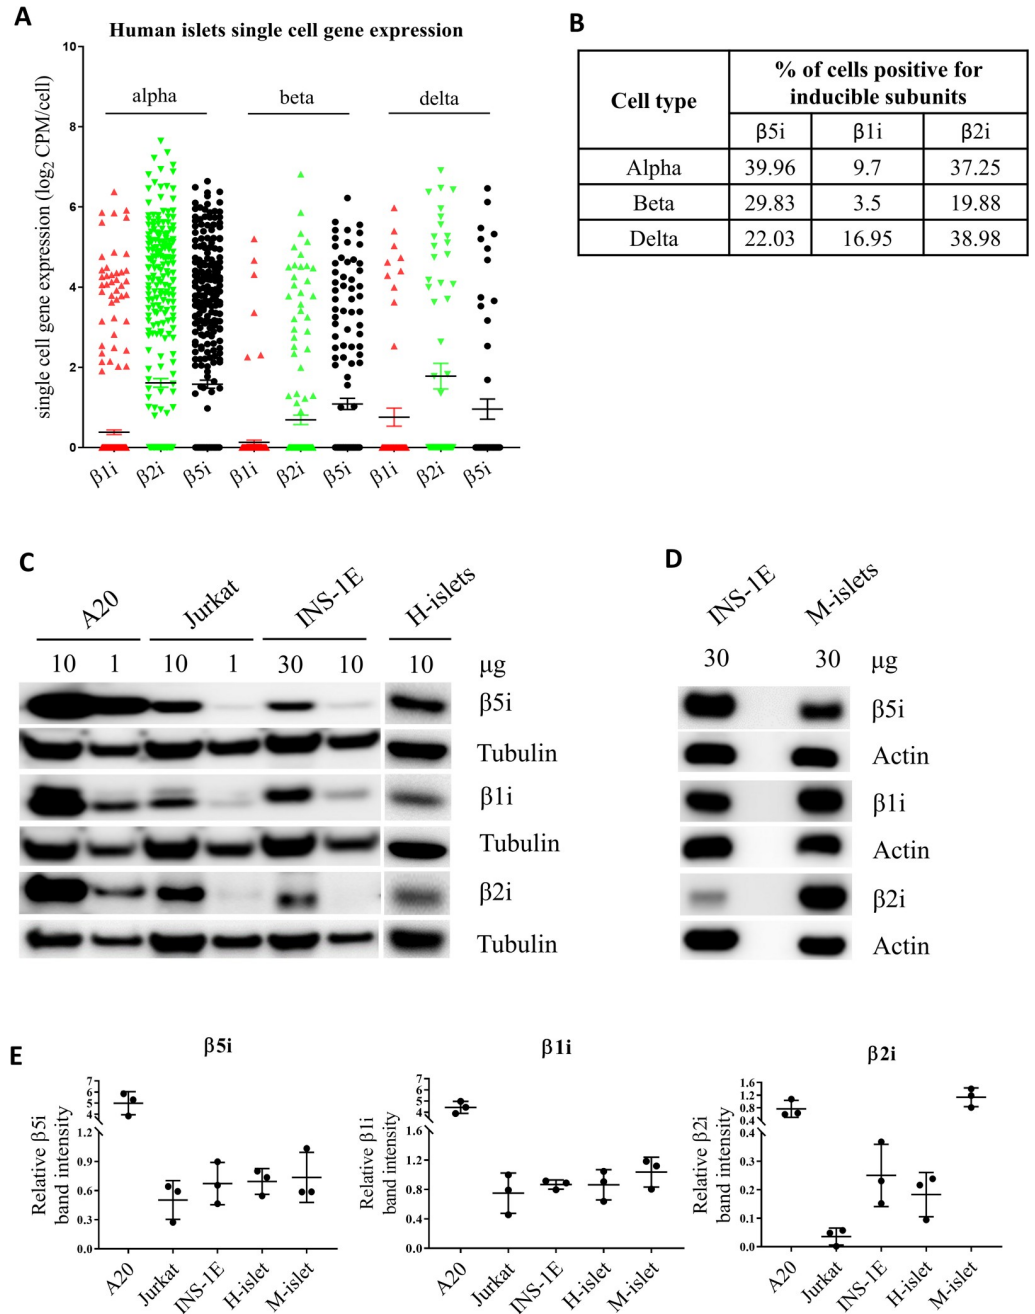 A
Human islets single cell gene expression
single cell gene expression (log2 CPM/cell)
10
8
6
4
2
0
alpha
beta
delta
β1i
β2i
β5i
β1i
β2i
β5i
β1i
β2i
β5i
B
Cell type
% of cells positive for
inducible subunits
β5i β1i β2i
Alpha 39.96 9.7 37.25
Beta 29.83 3.5 19.88
Delta 22.03 16.95 38.98
C
A20 Jurkat INS-1E H-islets
10 1 10 1 30 10 10 μg
β5i
Tubulin
β1i
Tubulin
β2i
Tubulin
D
INS-1E M-islets
30 30 μg
β5i
Actin
β1i
Actin
β2i
Actin
E
β5i
Relative β5i
band intensity
7
6
5
4
1.2
0.9
0.6
0.3
0.0
A20 Jurkat INS-1E H-islet M-islet
β1i
Relative β1i
band intensity
7
6
5
4
1.6
1.2
0.8
0.4
0.0
A20 Jurkat INS-1E H-islet M-islet
β2i
Relative β2i
band intensity
1.6
1.2
0.8
0.4
0.4
0.3
0.2
0.1
0.0
A20 Jurkat INS-1E H-islet M-islet